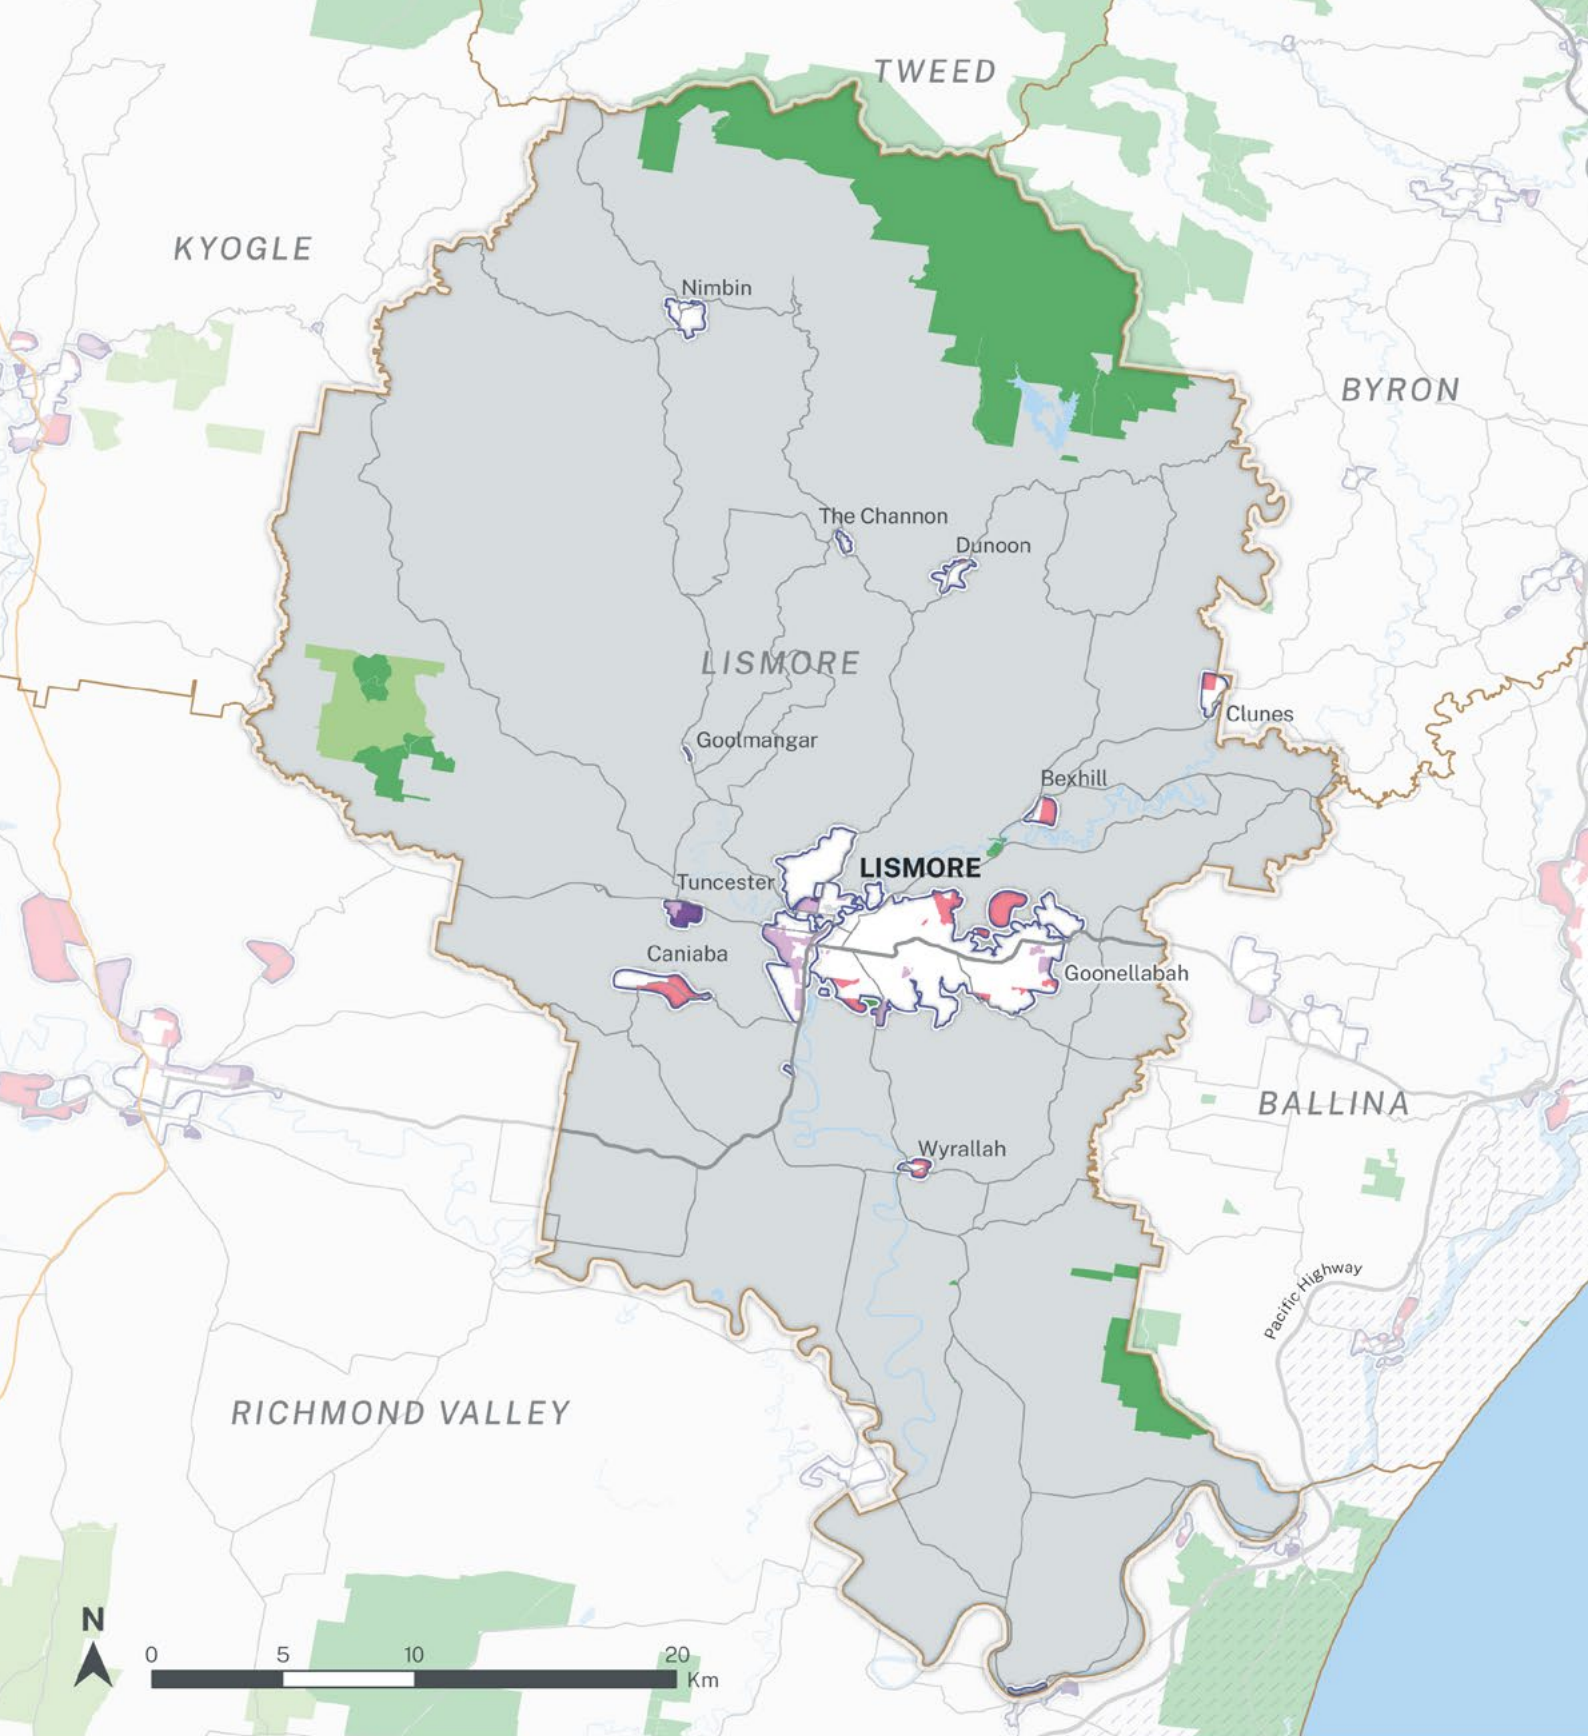 TWEED
KYOGLE
Nimbin
BYRON
The Channon
Dunoon
LISMORE
Clunes
Goolmangar
Bexhill
LISMORE
Tuncester
Caniaba
Goonellabah
BALLINA
Wyrallah
Pacific Highway
RICHMOND VALLEY
N
0 5 10 20
Km